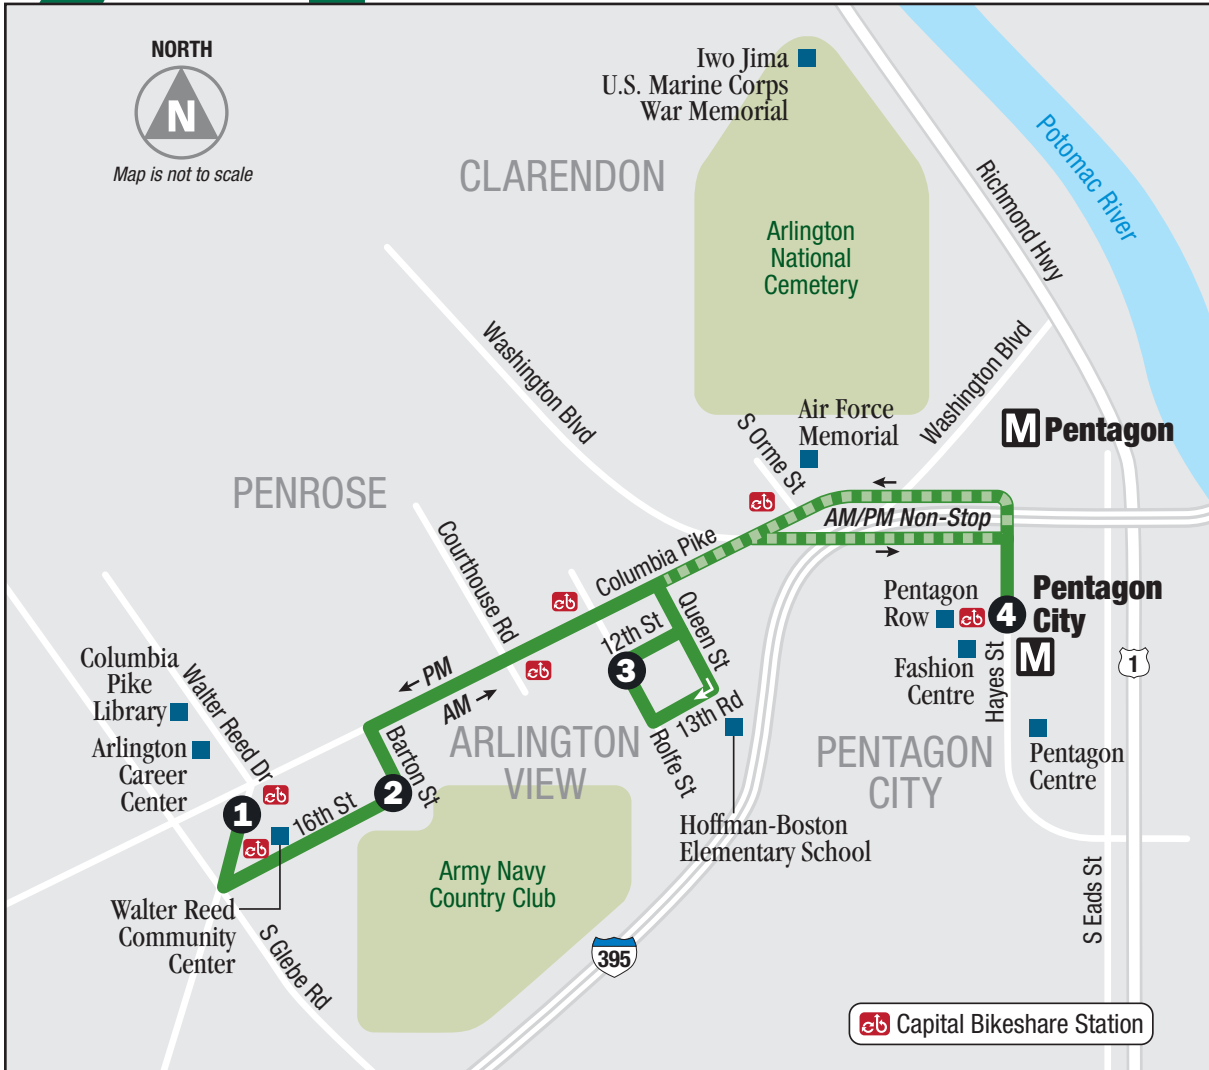 NORTH
N
Map is not to scale
Iwo Jima
U.S. Marine Corps
War Memorial
CLARENDON
Potomac River
Richmond Hwy
Arlington
National
Cemetery
Washington Blvd
Washington Blvd
Air Force
Memorial
S Orme St
M Pentagon
PENROSE
AM/PM Non-Stop
Courthouse Rd
Columbia Pike
Pentagon
Row
4
Pentagon
City
M
Fashion
Centre
Hayes St
1
12th St
Queen St
3
13th Rd
Rolfe St
Columbia
Pike
Library
Walter Reed Dr
PM
AM
Arlington
Career
Center
ARLINGTON
VIEW
Barton St
PENTAGON
CITY
Pentagon
Centre
1
2
16th St
Hoffman-Boston
Elementary School
Army Navy
Country Club
Walter Reed
Community
Center
S Glebe Rd
S Eads St
395
cb Capital Bikeshare Station